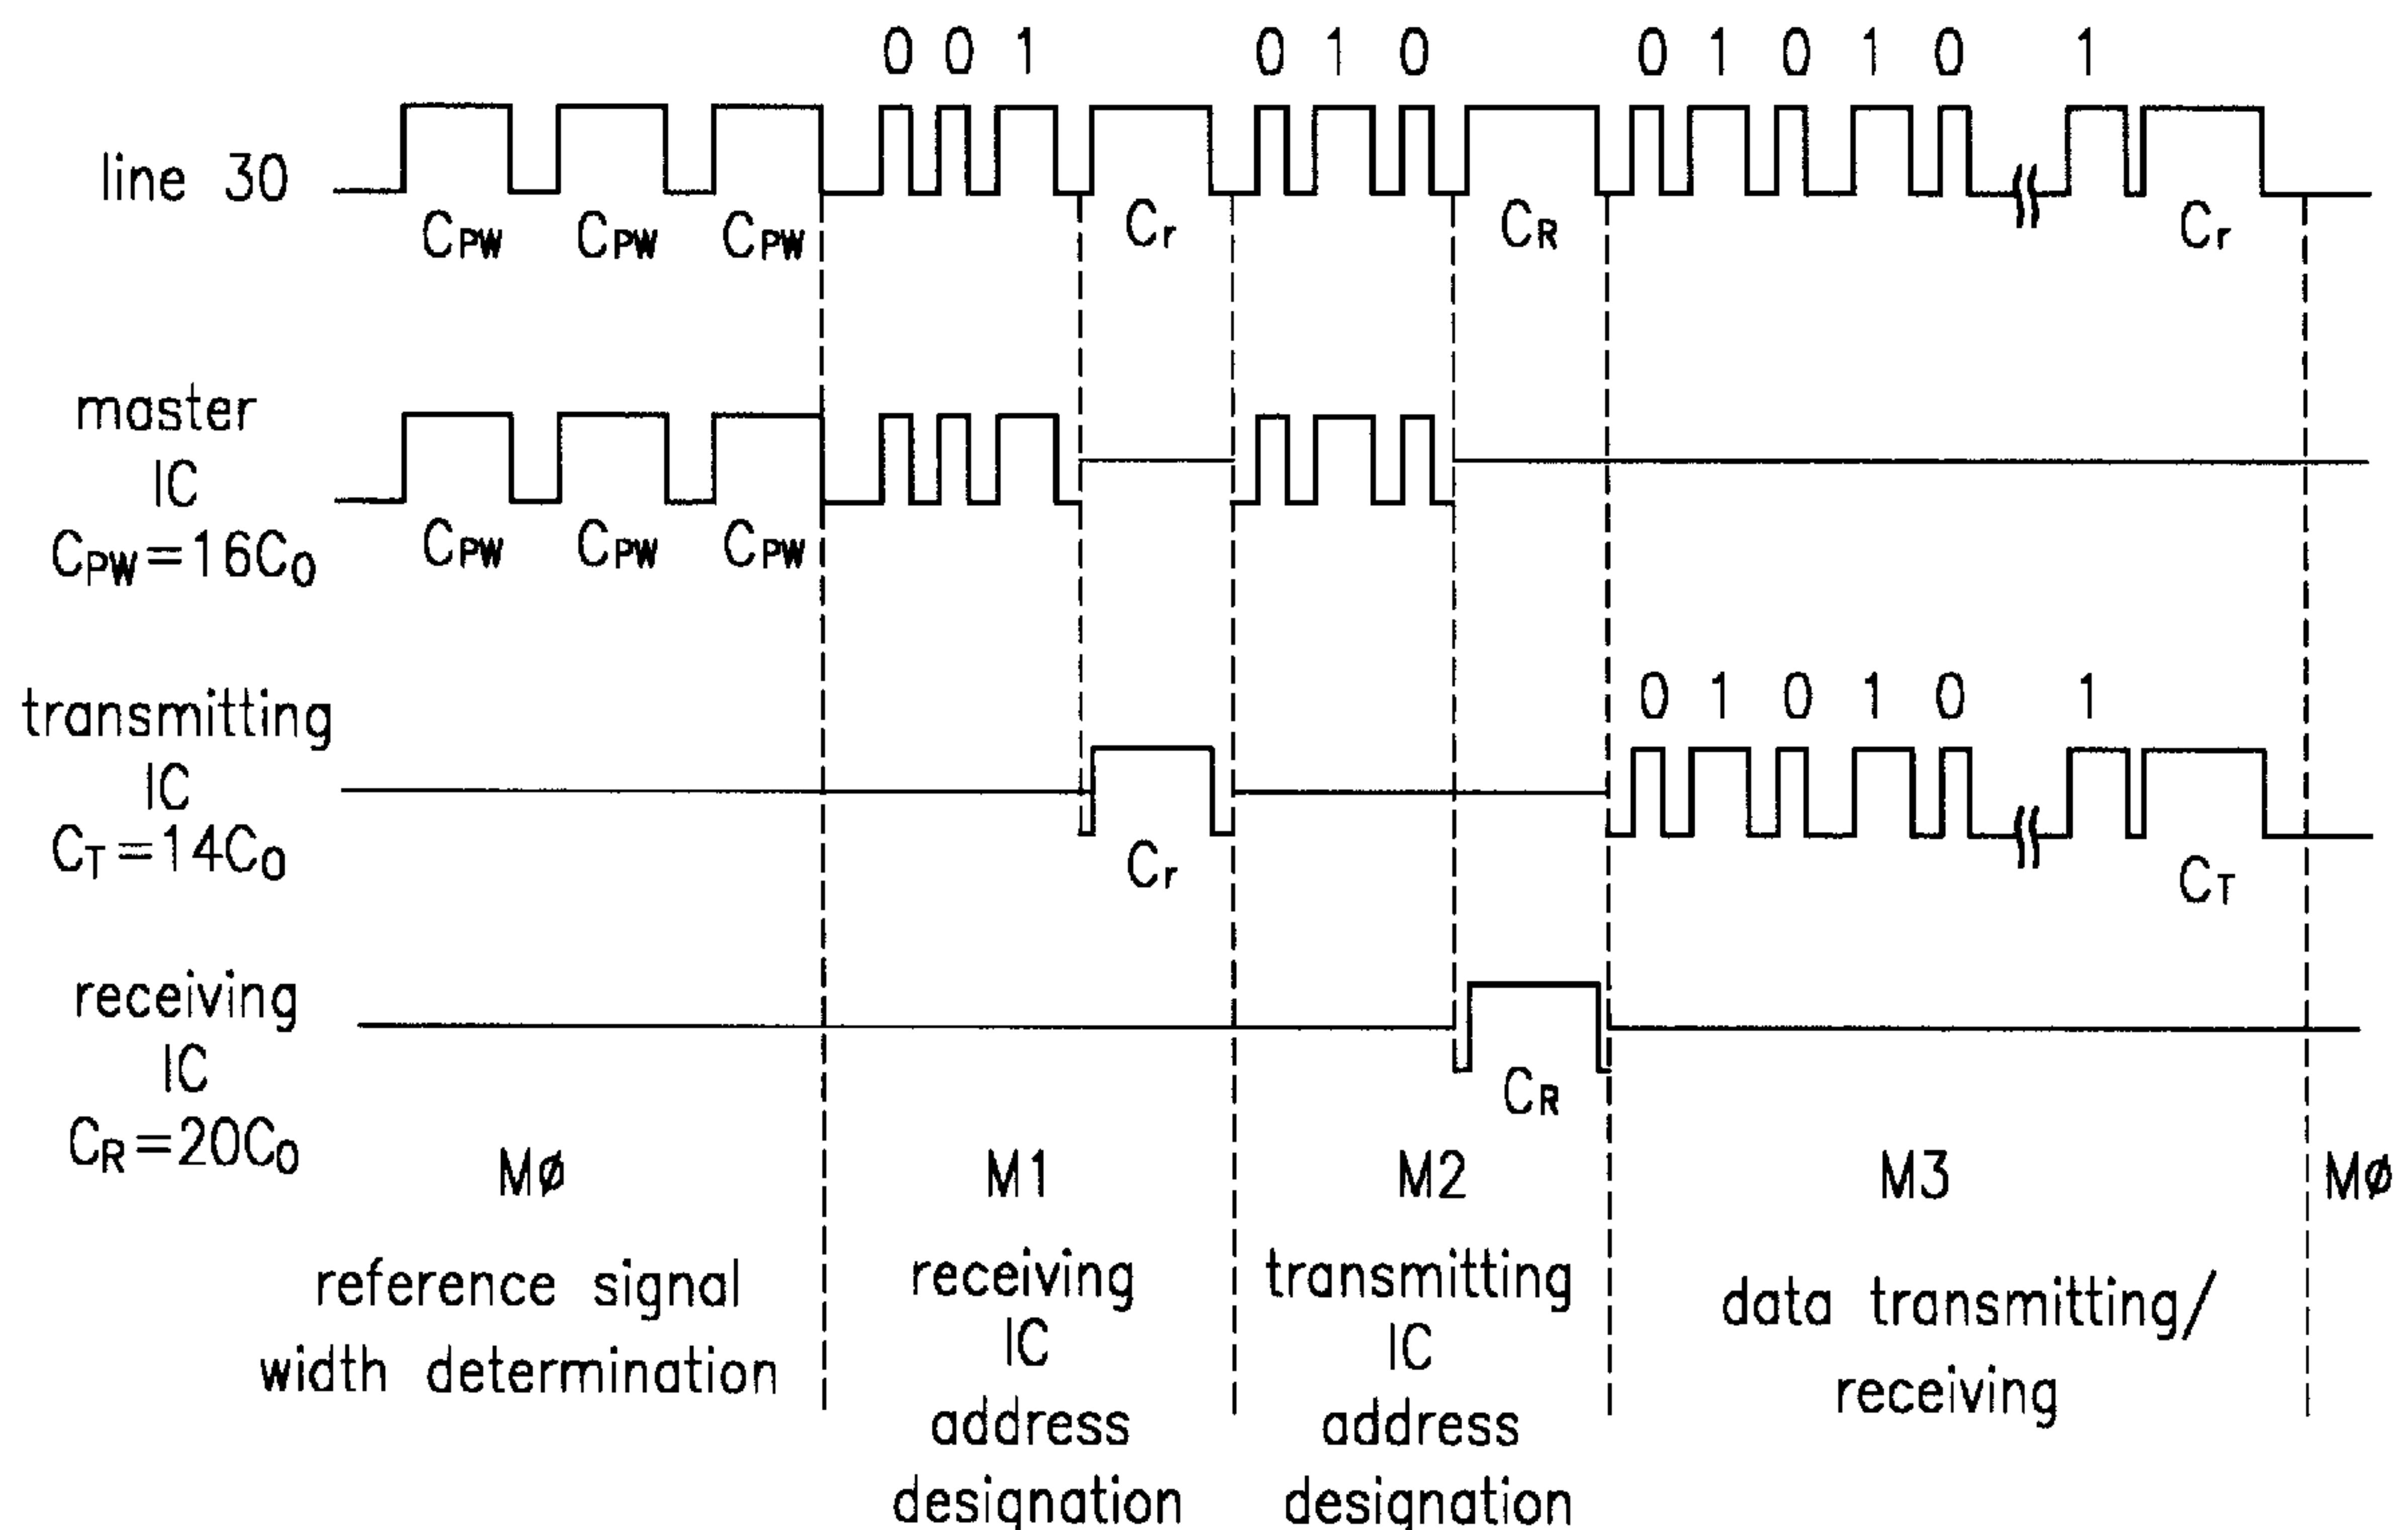 0 0 1 0 1 0 0 1 0 1 0 1
line 30
CPW CPW CPW Cr CR Cr
master
IC
CPW=16C0
CPW CPW CPW
transmitting
IC
CT=14C0
0 1 0 1 0 1
Cr CT
receiving
IC
CR=20C0
CR
MØ M1 M2 M3 MØ
reference signal
width determination
receiving
IC
address
designation
transmitting
IC
address
designation
data transmitting/
receiving